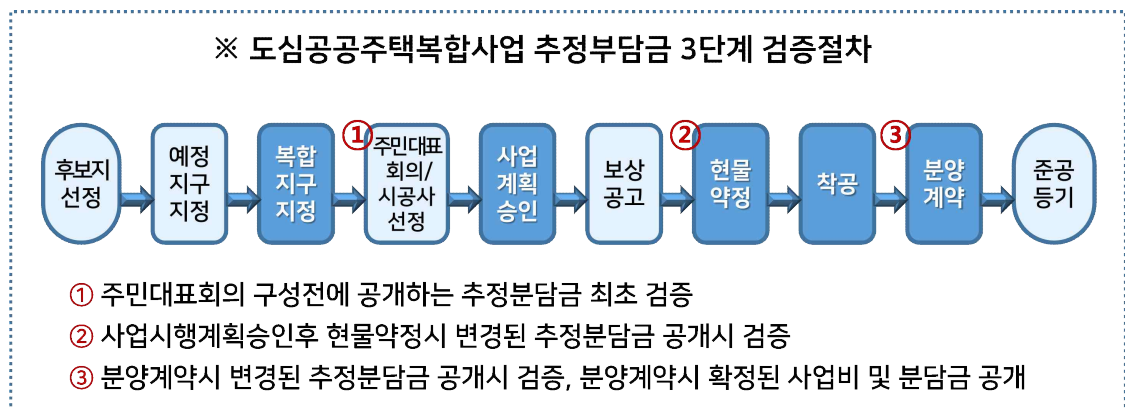 ※ 도심공공주택복합사업 추정부담금 3단계 검증절차
후보지
선정
예정
지구
지정
복합
지구
지정
①
주민대표
회의/
시공사
선정
사업
계획
승인
보상
공고
②
현물
약정
착공
③
분양
계약
준공
등기
① 주민대표회의 구성전에 공개하는 추정분담금 최초 검증
② 사업시행계획승인후 현물약정시 변경된 추정분담금 공개시 검증
③ 분양계약시 변경된 추정분담금 공개시 검증, 분양계약시 확정된 사업비 및 분담금 공개